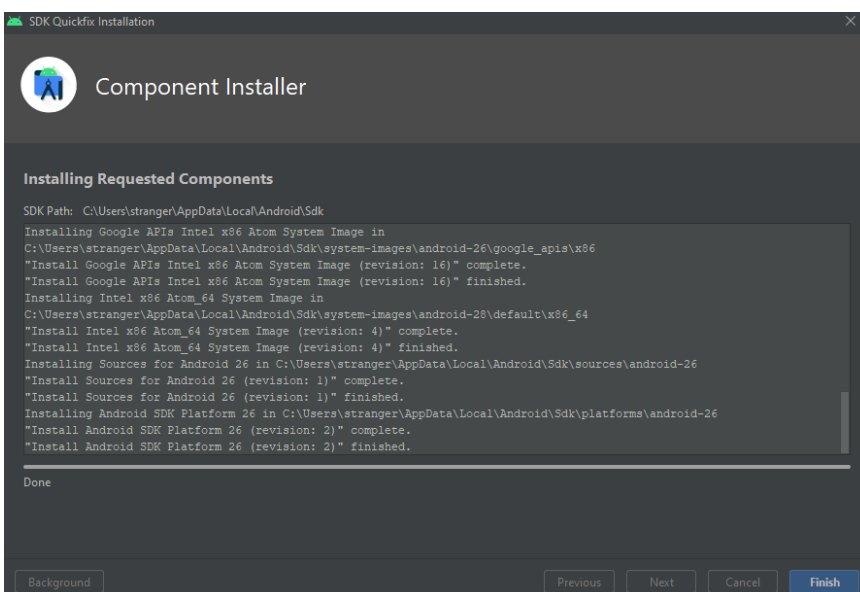 SDK Quickfix Installation
Component Installer
Installing Requested Components
SDK Path: C:\Users\stranger\AppData\Local\Android\Sdk
Installing Google APIs Intel x86 Atom System Image in
C:\Users\stranger\AppData\Local\Android\Sdk\system-images\android-26\google_apis\x86
"Install Google APIs Intel x86 Atom System Image (revision: 16)" complete.
"Install Google APIs Intel x86 Atom System Image (revision: 16)" finished.
Installing Intel x86 Atom_64 System Image in
C:\Users\stranger\AppData\Local\Android\Sdk\system-images\android-28\default\x86_64
"Install Intel x86 Atom_64 System Image (revision: 4)" complete.
"Install Intel x86 Atom_64 System Image (revision: 4)" finished.
Installing Sources for Android 26 in C:\Users\stranger\AppData\Local\Android\Sdk\sources\android-26
"Install Sources for Android 26 (revision: 1)" complete.
"Install Sources for Android 26 (revision: 1)" finished.
Installing Android SDK Platform 26 in C:\Users\stranger\AppData\Local\Android\Sdk\platforms\android-26
"Install Android SDK Platform 26 (revision: 2)" complete.
"Install Android SDK Platform 26 (revision: 2)" finished.
Done
Background Previous Next Cancel Finish